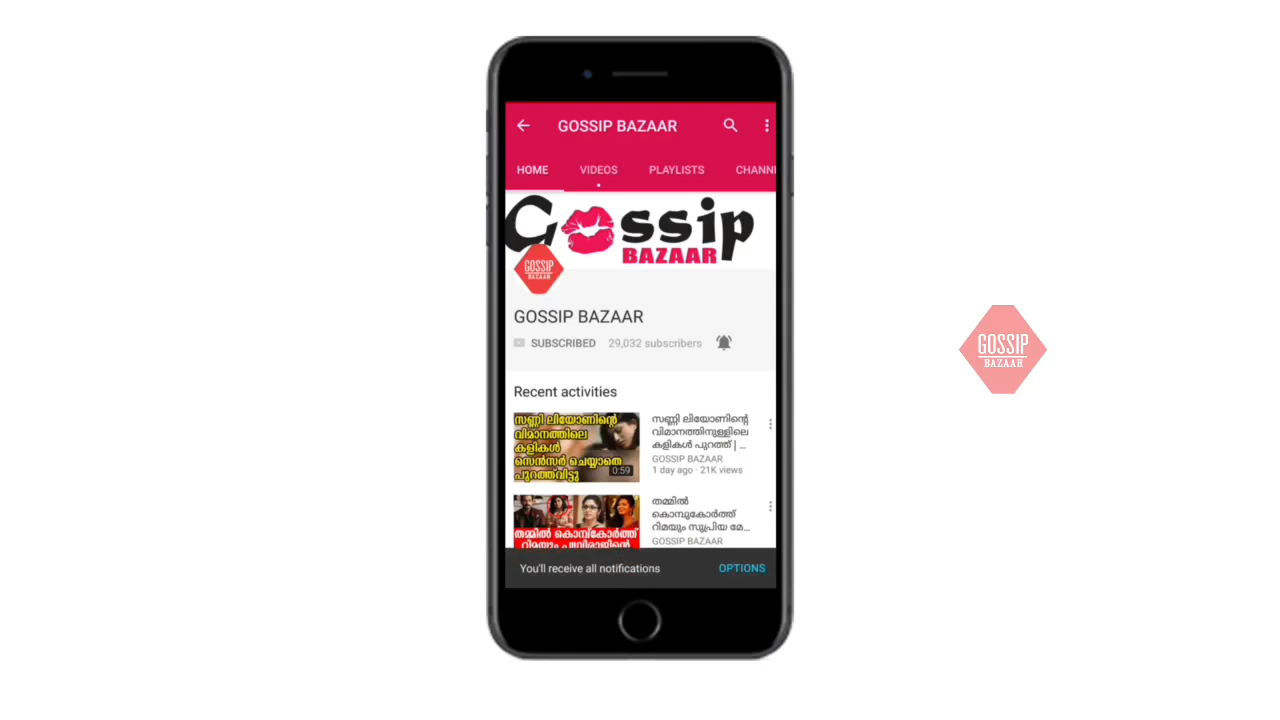 GOSSIP BAZAAR
HOME VIDEOS PLAYLISTS CHANN
Gossip
BAZAAR
GOSSIP
BAZAAR
GOSSIP BAZAAR
SUBSCRIBED 29,032 subscribers
Recent activities
സണ്ണി ലിയോണിന്റെ
വിമാനത്തിലെ
കളികൾ
സെൻസർ ചെയ്യാതെ
പുറത്തുവിട്ടു
0:59
സണ്ണി ലിയോണിന്റെ
വിമാനത്തിനുള്ളിലെ
കളികൾ പുറത്ത് | ...
GOSSIP BAZAAR
1 day ago · 21K views
തമ്മിൽ കൊമ്പ്കോർത്ത്
റിമയും പൃഥ്വിരാജിന്റെ
തമ്മിൽ
കൊമ്പുകോർത്ത്
റിമയും സുപ്രിയ മേ...
GOSSIP BAZAAR
You'll receive all notifications OPTIONS
GOSSIP
BAZAAR